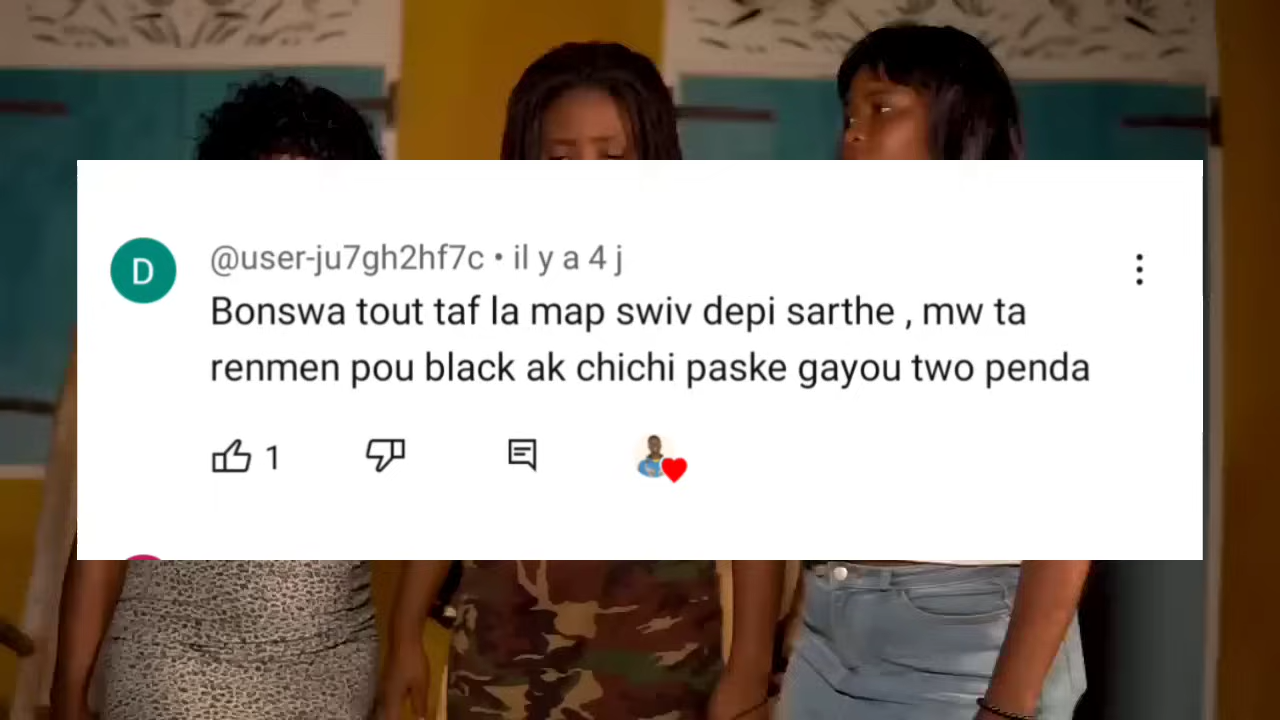 D
@user-ju7gh2hf7c • il y a 4 j
Bonswa tout taf la map swiv depi sarthe , mw ta
renmen pou black ak chichi paske gayou two penda
1